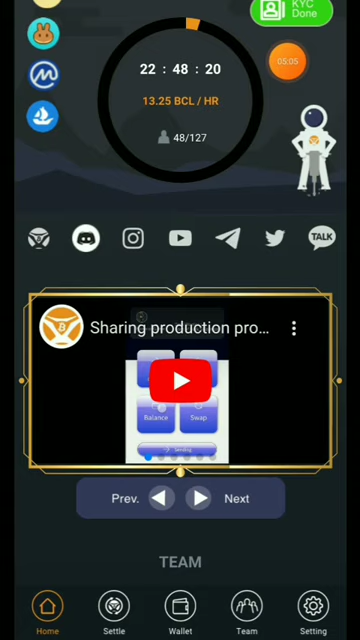 KYC
Done
22 : 48 : 20
05:05
13.25 BCL / HR
48/127
TALK
Sharing production pro...
Balance
Swap
Sending
Prev.
Next
TEAM
Home
Settle
Wallet
Team
Setting